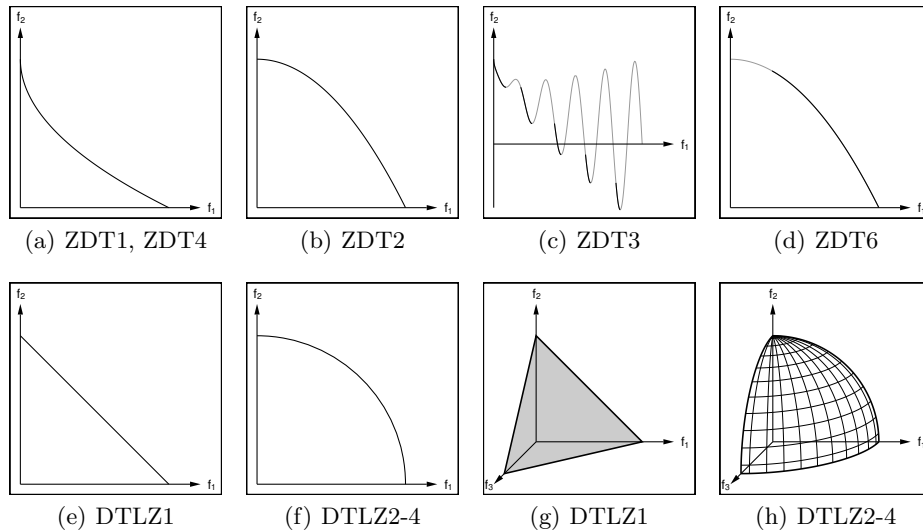 f₂
f₁
(a) ZDT1, ZDT4
f₂
f₁
(b) ZDT2
f₂
f₁
(c) ZDT3
f₂
f₁
(d) ZDT6
f₂
f₁
(e) DTLZ1
f₂
f₁
(f) DTLZ2-4
f₂
f₁
f₃
(g) DTLZ1
f₂
f₁
f₃
(h) DTLZ2-4